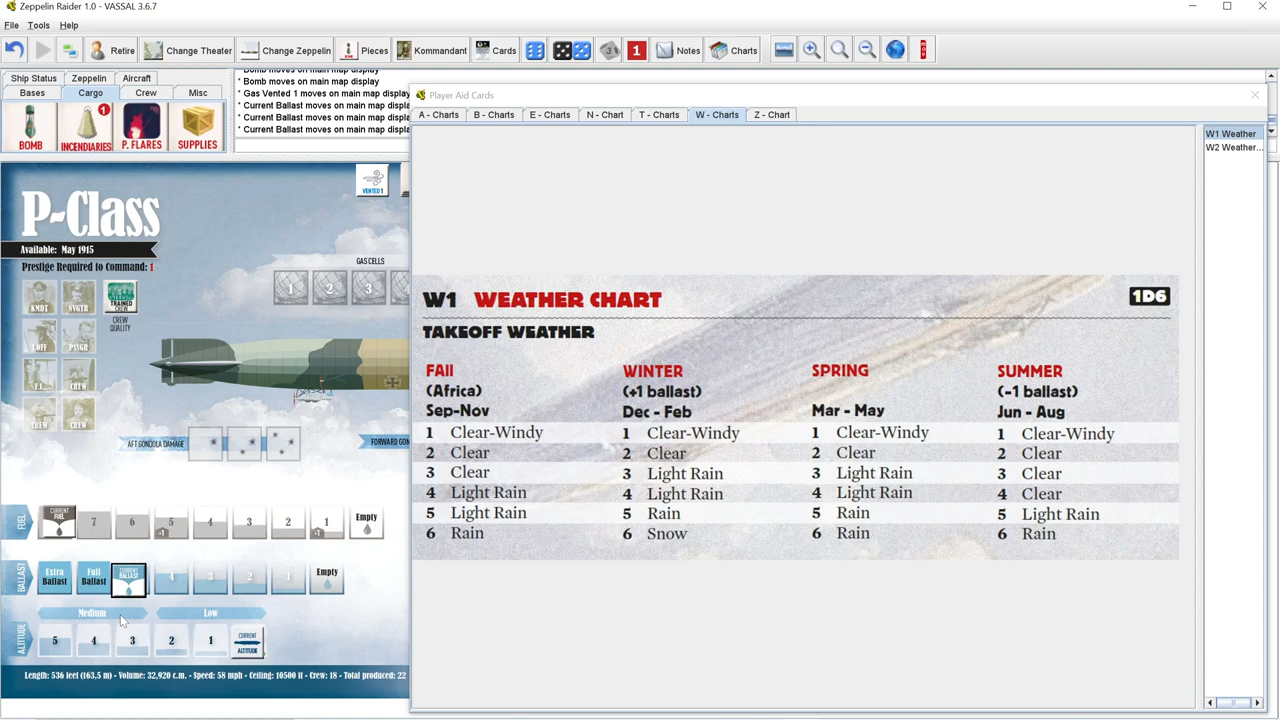 Zeppelin Raider 1.0 - VASSAL 3.6.7
File Tools Help
Retire Change Theater Change Zeppelin Pieces Kommandant Cards 1 Notes Charts
Ship Status Zeppelin Aircraft
Bases Cargo Crew Misc
BOMB INCENDIARIES 1 P. FLARES SUPPLIES
* Bomb moves on main map display
* Bomb moves on main map display
* Gas Vented 1 moves on main map displa
* Current Ballast moves on main map displa
* Current Ballast moves on main map displa
* Current Ballast moves on main map displa
Player Aid Cards
A - Charts B - Charts E - Charts N - Chart T - Charts W - Charts Z - Chart
W1 Weather
W2 Weather...
VENTED 1
P-Class
Available: May 1915
Prestige Required to Command: 1
KMDT NVGTR TRAINED CREW
CREW QUALITY
1.OFF PSSGR
CREW
CREW CREW
GAS CELLS
1 2 3 4
AFT GONDOLA DAMAGE
FORWARD GON
FUEL
CURRENT FUEL 7 6 5 4 3 2 1 Empty
-1 -1
BALLAST
Extra Ballast Full Ballast CURRENT BALLAST 4 3 2 1 Empty
Medium Low
ALTITUDE
5 4 3 2 1 CURRENT ALTITUDE
Length: 536 feet (163,5 m) - Volume: 32,920 c.m. - Speed: 58 mph - Ceiling: 10500 ft - Crew: 18 - Total produced: 22
W1 WEATHER CHART 1D6
TAKEOFF WEATHER
FAll
(Africa)
Sep-Nov
1 Clear-Windy
2 Clear
3 Clear
4 Light Rain
5 Light Rain
6 Rain
WINTER
(+1 ballast)
Dec - Feb
1 Clear-Windy
2 Clear
3 Light Rain
4 Light Rain
5 Rain
6 Snow
SPRING
Mar - May
1 Clear-Windy
2 Clear
3 Light Rain
4 Light Rain
5 Rain
6 Rain
SUMMER
(-1 ballast)
Jun - Aug
1 Clear-Windy
2 Clear
3 Clear
4 Clear
5 Light Rain
6 Rain